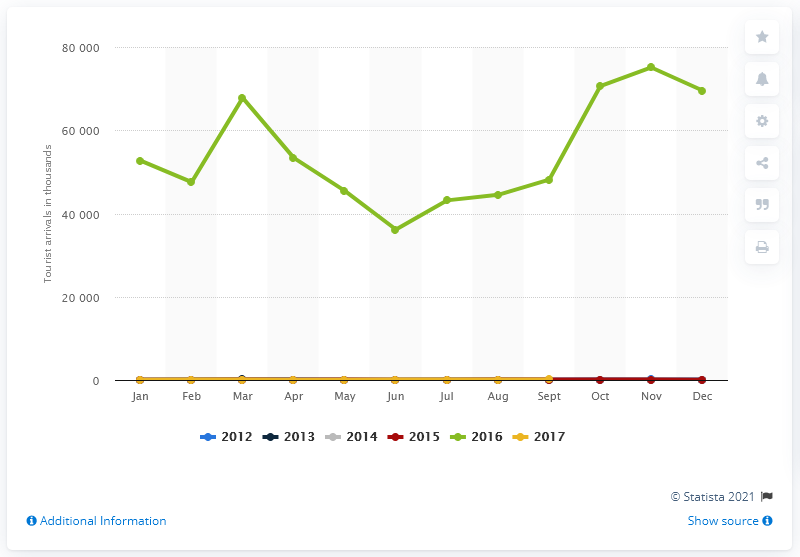 80 000
60 000
40 000
20 000
0
Tourist arrivals in thousands
Jan Feb Mar Apr May Jun Jul Aug Sept Oct Nov Dec
2012 2013 2014 2015 2016 2017
© Statista 2021
Additional Information
Show source